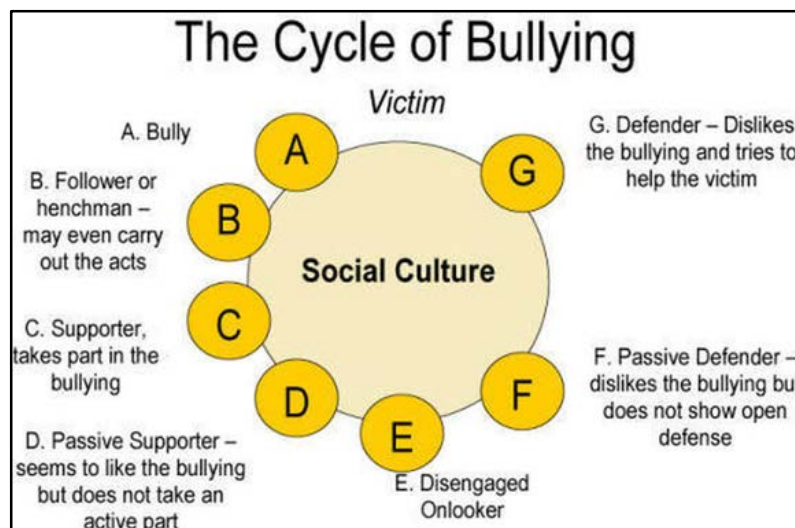 The Cycle of Bullying
Victim
A. Bully
B. Follower or
henchman –
may even carry
out the acts
C. Supporter,
takes part in the
bullying
D. Passive Supporter –
seems to like the bullying
but does not take an
active part
E. Disengaged
Onlooker
F. Passive Defender –
dislikes the bullying but
does not show open
defense
G. Defender – Dislikes
the bullying and tries to
help the victim
A
B
C
D
E
F
G
Social Culture